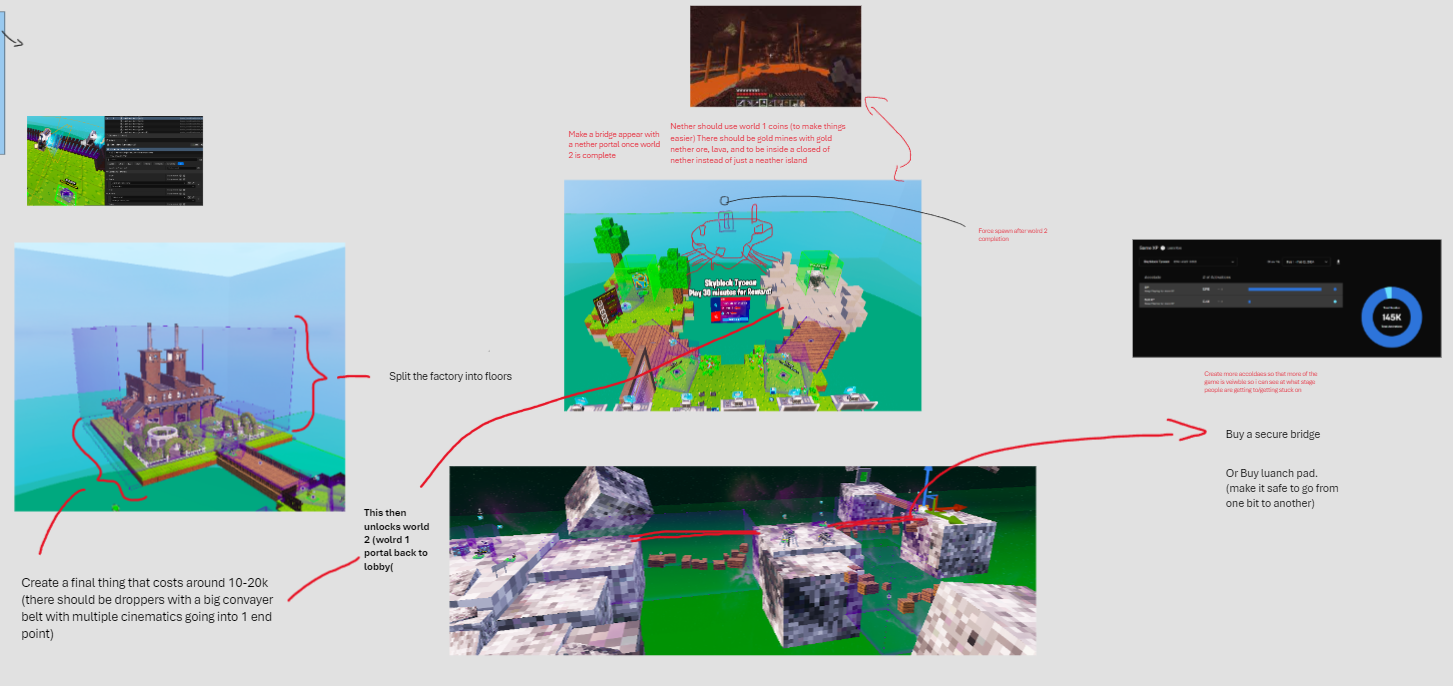 Make a bridge appear with
a nether portal once world
2 is complete
Nether should use world 1 coins (to make things
easier) There should be gold mines with gold
nether ore, lava, and to be inside a closed of
nether instead of just a neather island
Force spawn after wolrd 2
completion
Skyblock Tycoon
Play 30 minutes for Reward!
Split the factory into floors
145K
Create more accoldaes so that more of the
game is veiwble so i can see at what stage
people are getting to/getting stuck on
Buy a secure bridge
Or Buy luanch pad.
(make it safe to go from
one bit to another)
This then
unlocks world
2 (wolrd 1
portal back to
lobby(
Create a final thing that costs around 10-20k
(there should be droppers with a big convayer
belt with multiple cinematics going into 1 end
point)